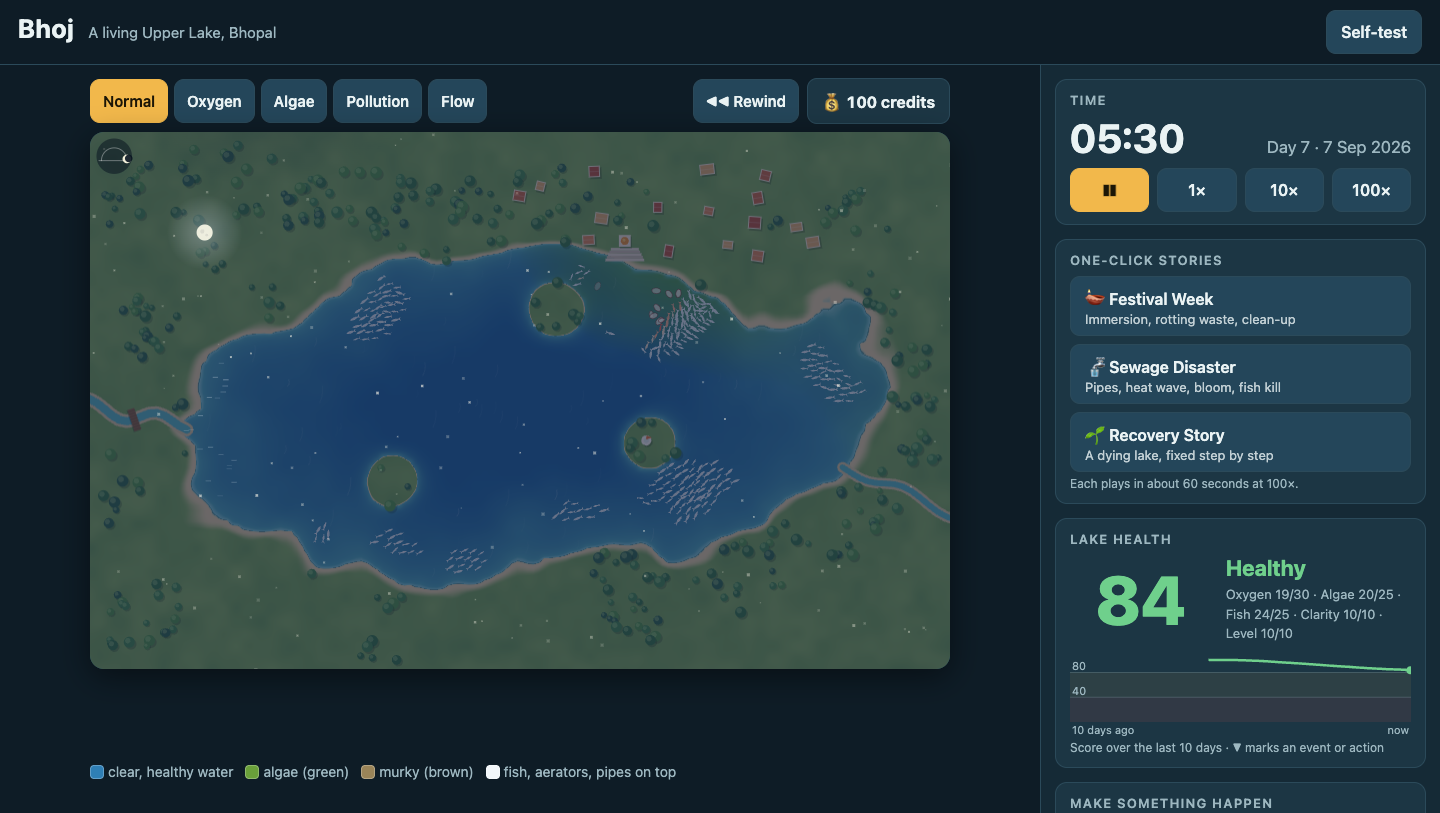 Bhoj
A living Upper Lake, Bhopal
Self-test
Normal
Oxygen
Algae
Pollution
Flow
◀◀ Rewind
💰 100 credits
TIME
05:30
Day 7 · 7 Sep 2026
1×
10×
100×
ONE-CLICK STORIES
Festival Week
Immersion, rotting waste, clean-up
Sewage Disaster
Pipes, heat wave, bloom, fish kill
Recovery Story
A dying lake, fixed step by step
Each plays in about 60 seconds at 100×.
LAKE HEALTH
84
Healthy
Oxygen 19/30 · Algae 20/25 ·
Fish 24/25 · Clarity 10/10 ·
Level 10/10
80
40
10 days ago
now
Score over the last 10 days · ▼ marks an event or action
MAKE SOMETHING HAPPEN
clear, healthy water
algae (green)
murky (brown)
fish, aerators, pipes on top